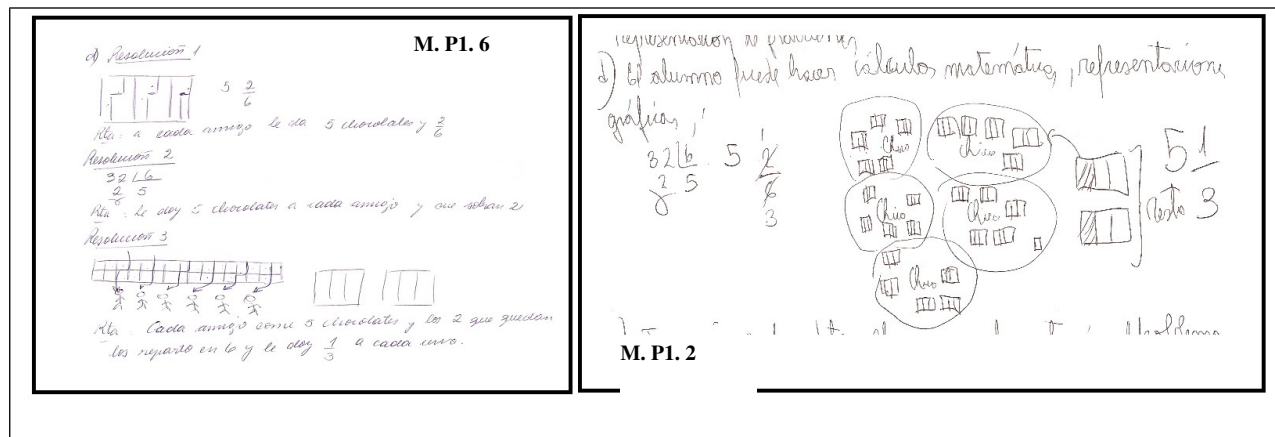 M. P1. 6
d) Resolución 1
5 2/6
Rta: a cada amigo le da 5 chocolates y 2/6
Resolución 2
32 6
2 5
6
Rta: Le doy 5 chocolates a cada amigo y me sobran 2
Resolución 3
Rta: Cada amigo come 5 chocolates y los 2 que quedan
los reparto en 6 y le doy 1/3 a cada uno.
representación
d) El alumno puede hacer cálculos matemáticos, representaciones
gráficas,
32 6 5 2/6
2 5
1
3
Chico
Chico
Chico
Chico
Chico
Resto
5 1/3
M. P1. 2